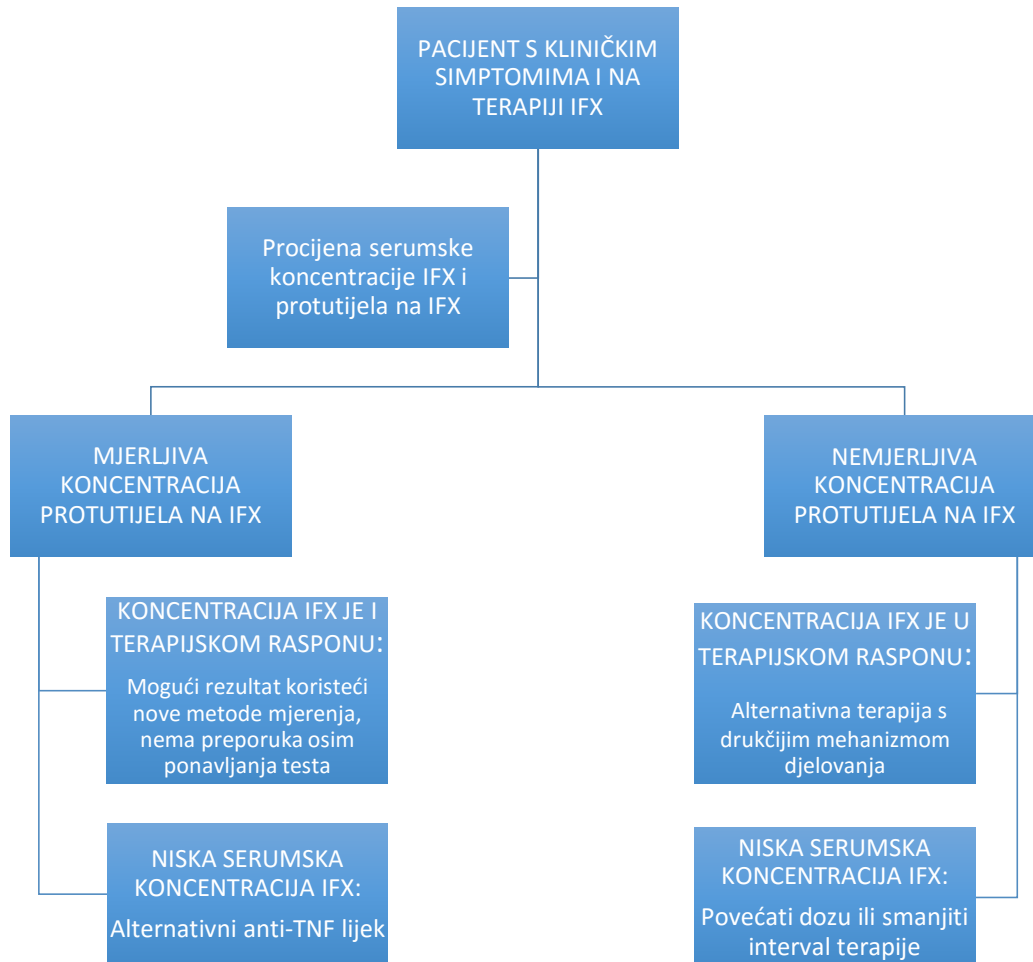 PACIJENT S KLINIČKIM
SIMPTOMIMA I NA
TERAPIJI IFX
Procijena serumske
koncentracije IFX i
protutijela na IFX
MJERLJIVA
KONCENTRACIJA
PROTUTIJELA NA IFX
KONCENTRACIJA IFX JE I
TERAPIJSKOM RASPONU:
Mogući rezultat koristeći
nove metode mjerenja,
nema preporuka osim
ponavljanja testa
NISKA SERUMSKA
KONCENTRACIJA IFX:
Alternativni anti-TNF lijek
NEMJERLJIVA
KONCENTRACIJA
PROTUTIJELA NA IFX
KONCENTRACIJA IFX JE U
TERAPIJSKOM RASPONU:
Alternativna terapija s
drukčijim mehanizmom
djelovanja
NISKA SERUMSKA
KONCENTRACIJA IFX:
Povećati dozu ili smanjiti
interval terapije